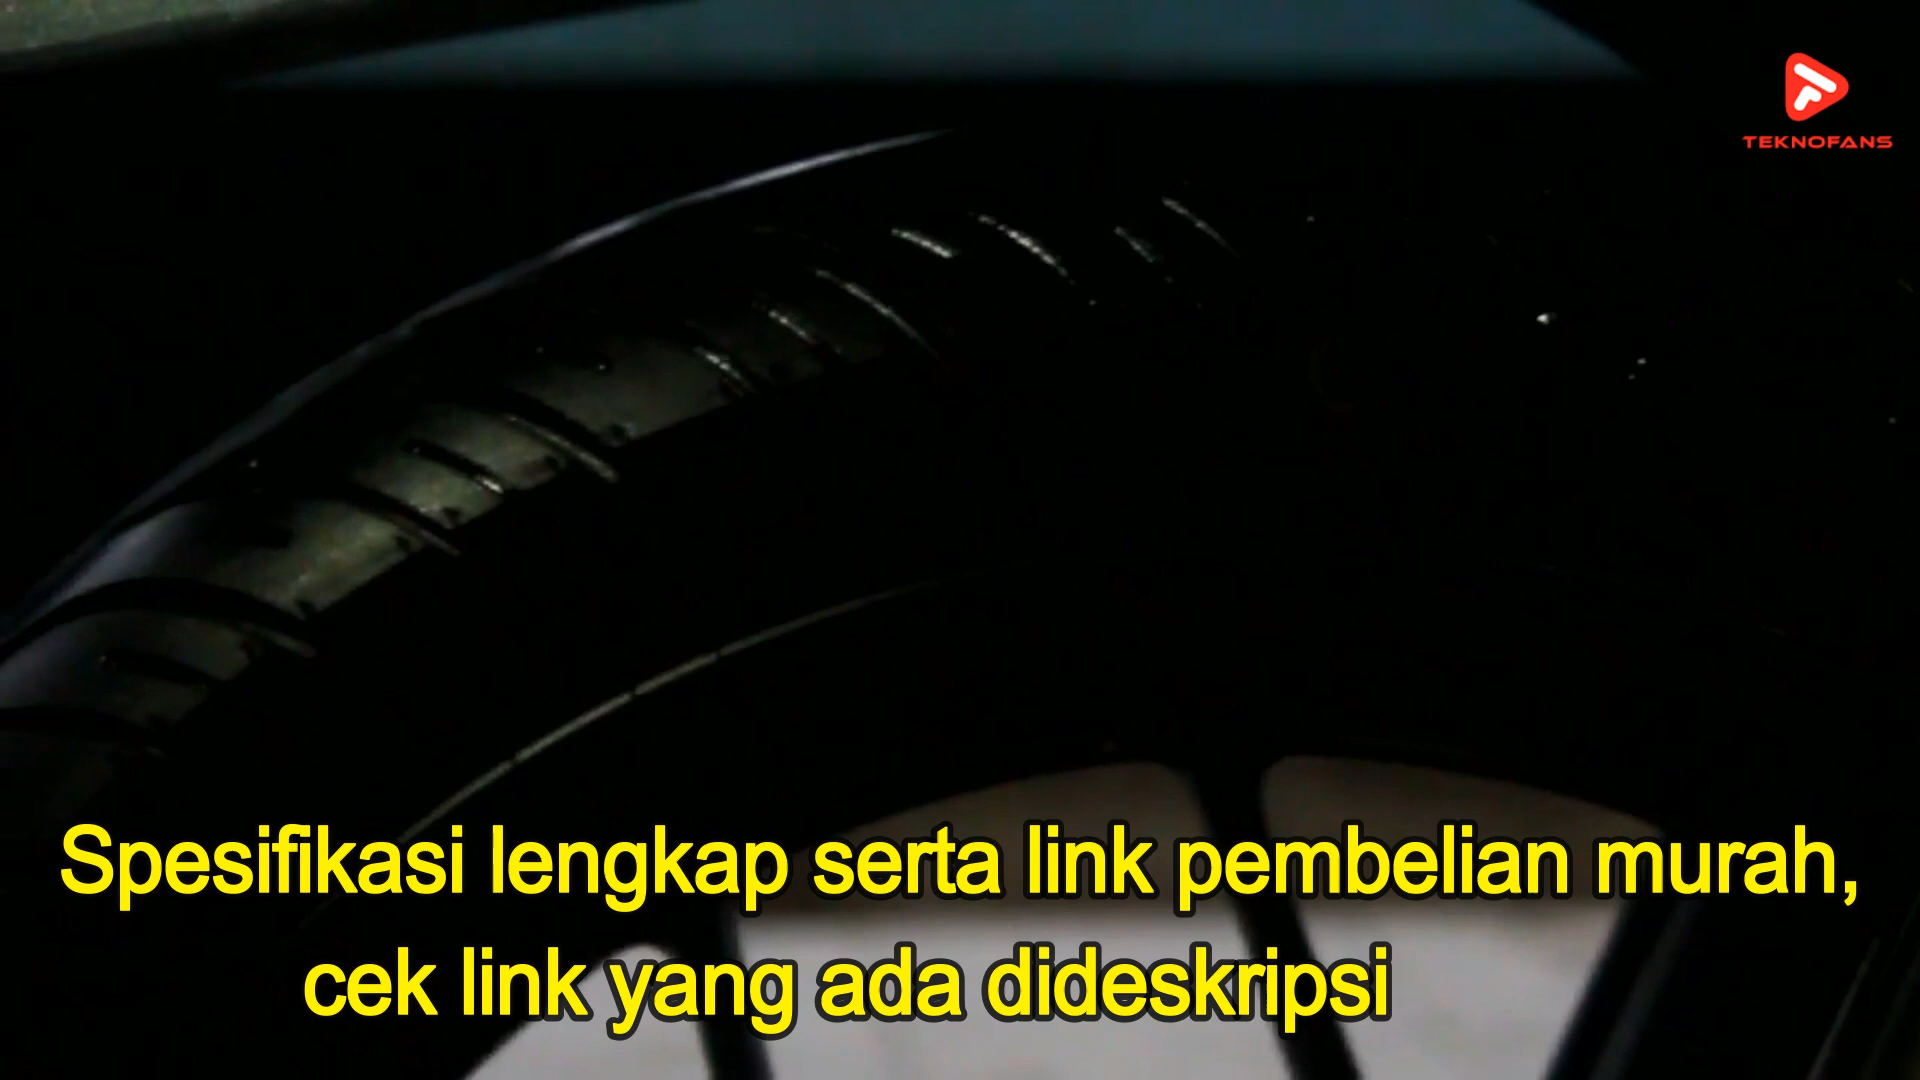 TEKNOFANS
Spesifikasi lengkap serta link pembelian murah,
cek link yang ada dideskripsi